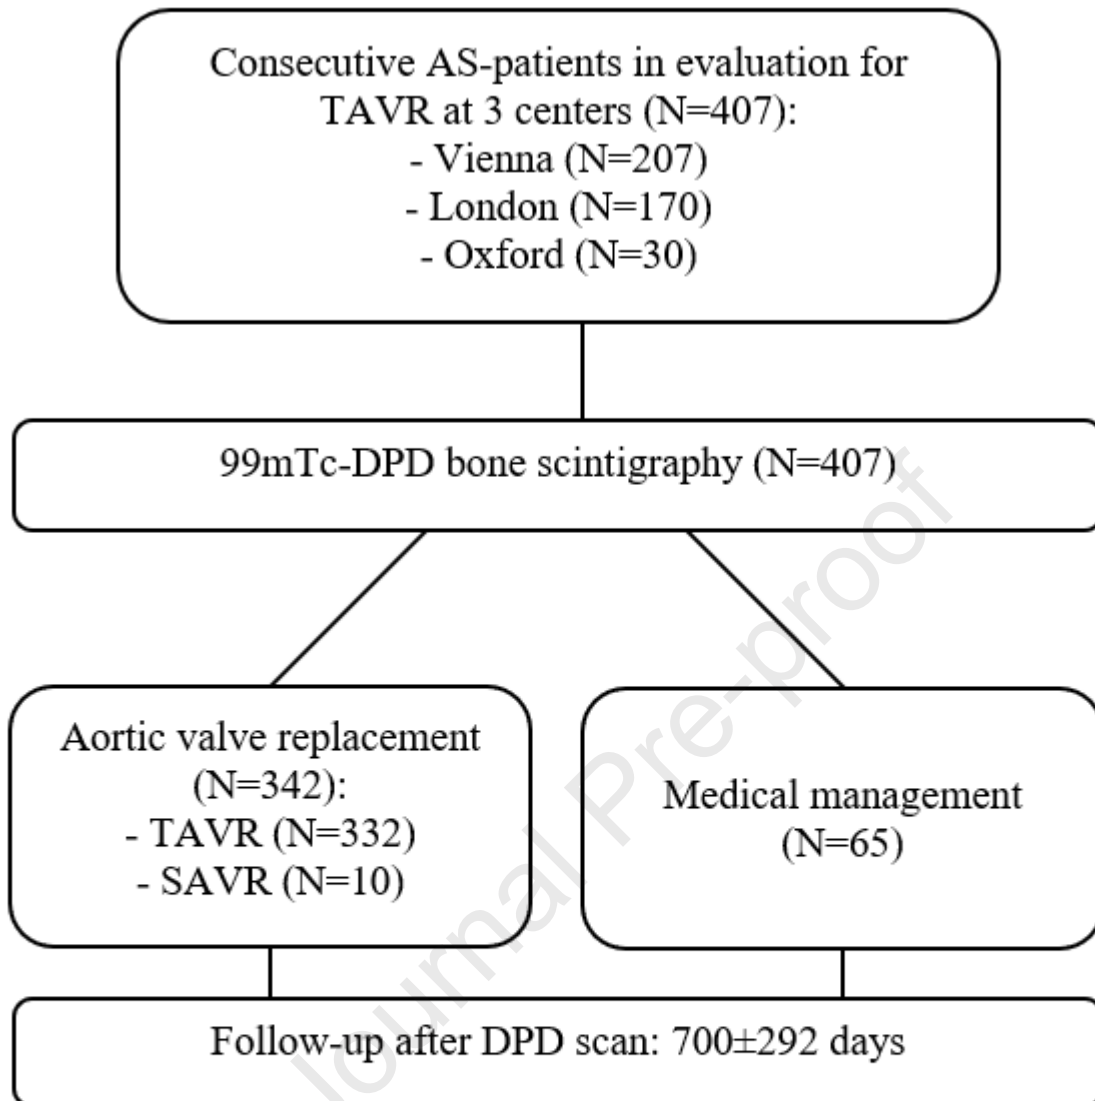 Consecutive AS-patients in evaluation for
TAVR at 3 centers (N=407):
- Vienna (N=207)
- London (N=170)
- Oxford (N=30)
99mTc-DPD bone scintigraphy (N=407)
Aortic valve replacement
(N=342):
- TAVR (N=332)
- SAVR (N=10)
Medical management
(N=65)
Follow-up after DPD scan: 700±292 days
Journal Pre-proof